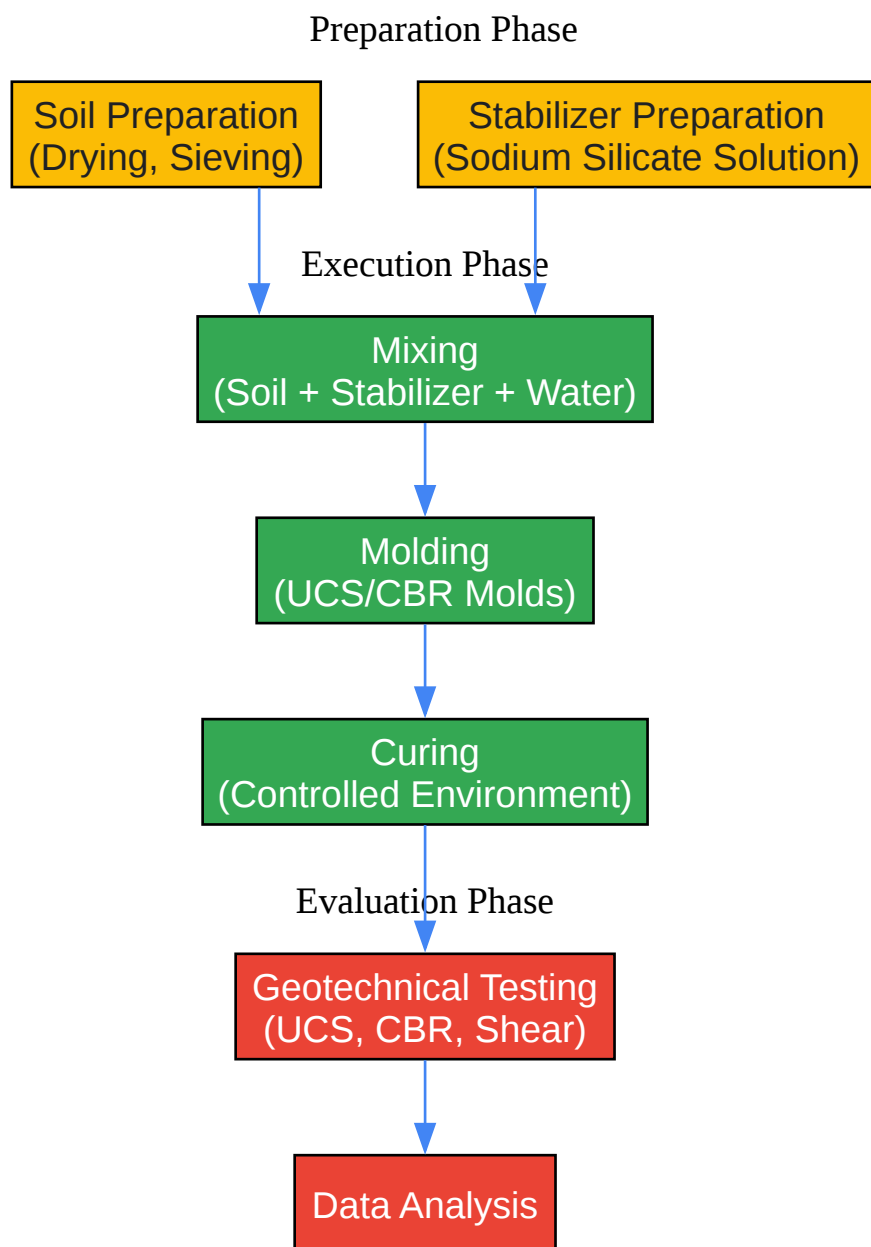 Preparation Phase
Soil Preparation
(Drying, Sieving)
Stabilizer Preparation
(Sodium Silicate Solution)
Execution Phase
Mixing
(Soil + Stabilizer + Water)
Molding
(UCS/CBR Molds)
Curing
(Controlled Environment)
Evaluation Phase
Geotechnical Testing
(UCS, CBR, Shear)
Data Analysis